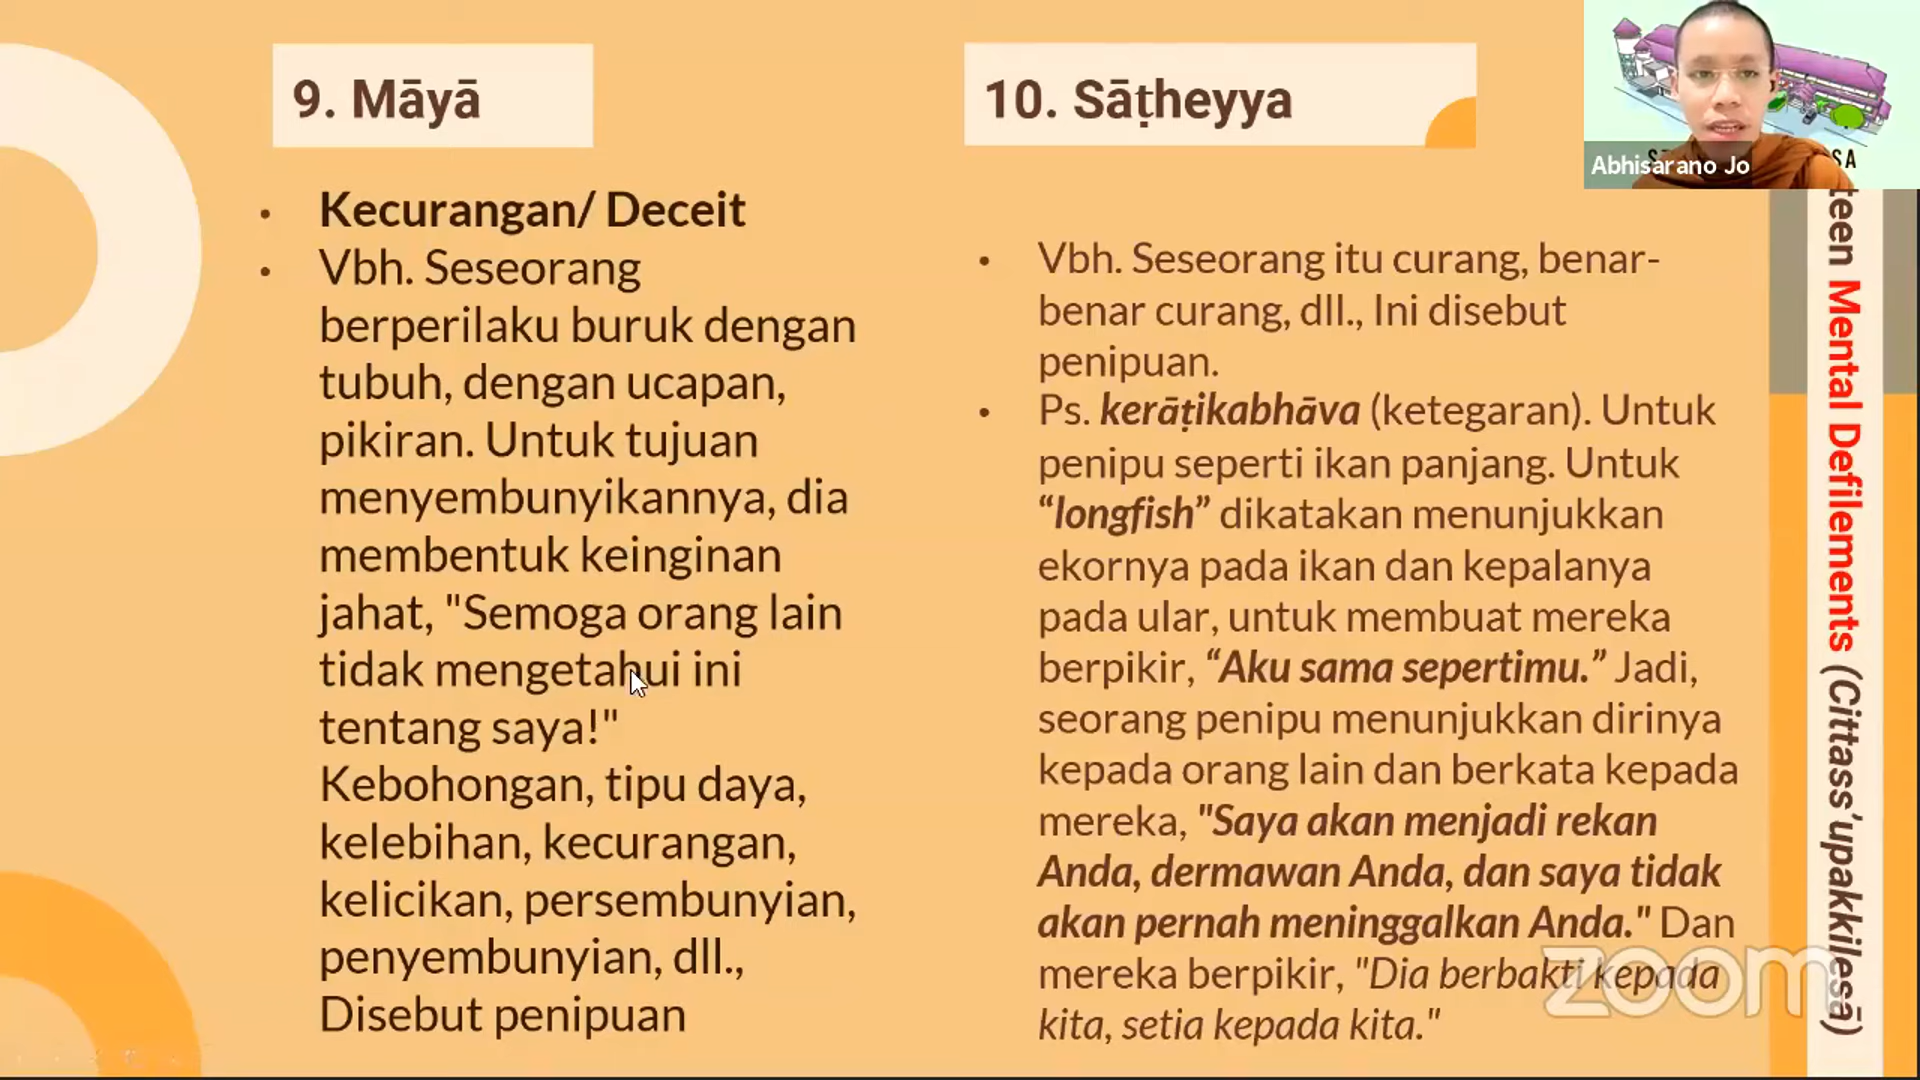 9. Māyā
• Kecurangan/ Deceit
• Vbh. Seseorang
berperilaku buruk dengan
tubuh, dengan ucapan,
pikiran. Untuk tujuan
menyembunyikannya, dia
membentuk keinginan
jahat, "Semoga orang lain
tidak mengetahui ini
tentang saya!"
Kebohongan, tipu daya,
kelebihan, kecurangan,
kelicikan, persembunyian,
penyembunyian, dll.,
Disebut penipuan
10. Sāṭheyya
• Vbh. Seseorang itu curang, benar-
benar curang, dll., Ini disebut
penipuan.
• Ps. kerāṭikabhāva (ketegaran). Untuk
penipu seperti ikan panjang. Untuk
“longfish” dikatakan menunjukkan
ekornya pada ikan dan kepalanya
pada ular, untuk membuat mereka
berpikir, “Aku sama sepertimu.” Jadi,
seorang penipu menunjukkan dirinya
kepada orang lain dan berkata kepada
mereka, "Saya akan menjadi rekan
Anda, dermawan Anda, dan saya tidak
akan pernah meninggalkan Anda." Dan
mereka berpikir, "Dia berbakti kepada
kita, setia kepada kita."
Abhisarano Jo
teen Mental Defilements (Cittass’upakkilesā)
zoom